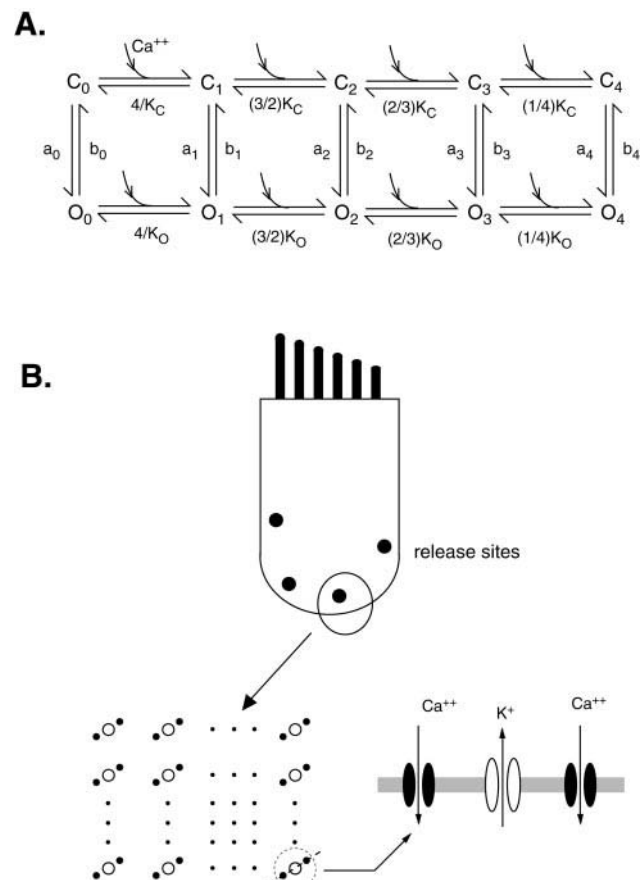 A.
Ca++
C0 C1 C2 C3 C4
4/KC (3/2)KC (2/3)KC (1/4)KC
a0 b0 a1 b1 a2 b2 a3 b3 a4 b4
O0 O1 O2 O3 O4
4/KO (3/2)KO (2/3)KO (1/4)KO
B.
release sites
Ca++ K+ Ca++